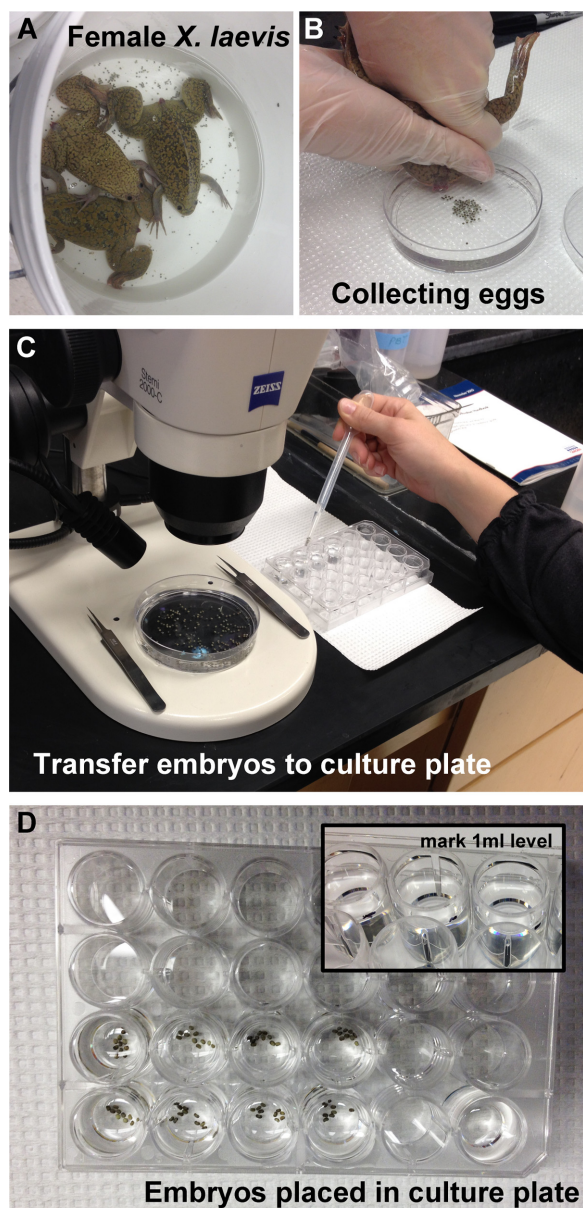 A
Female X. laevis
B
Collecting eggs
C
Stemi
2000-C
ZEISS
Transfer embryos to culture plate
D
mark 1ml level
Embryos placed in culture plate